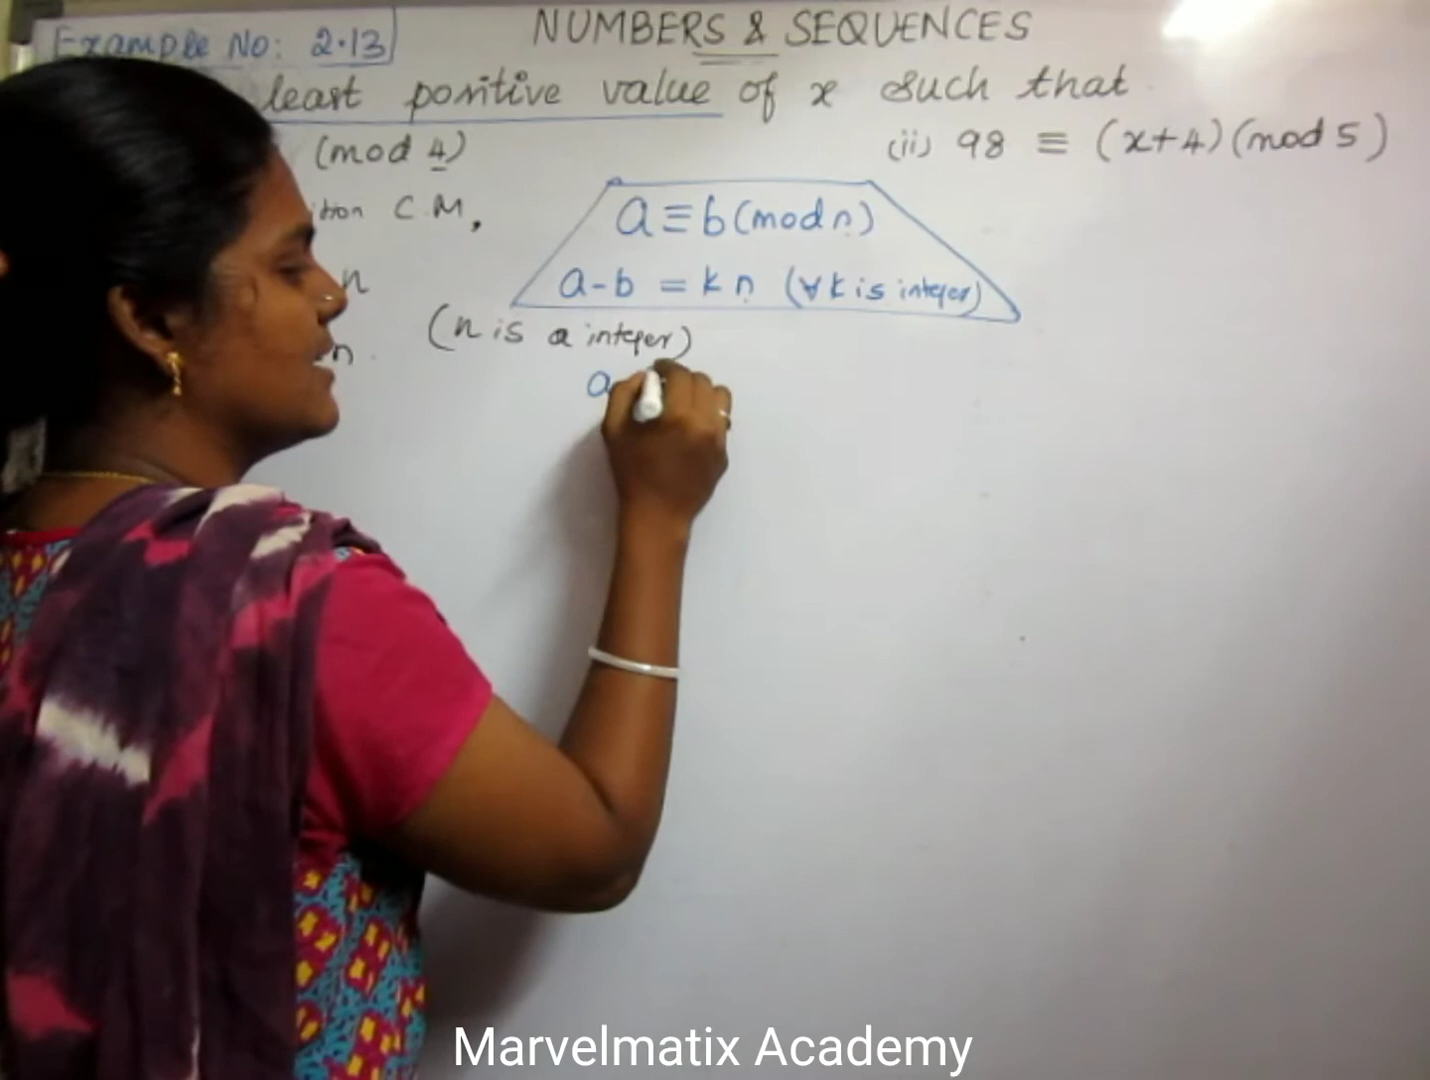 NUMBERS & SEQUENCES
Example No: 2.13
least positive value of x such that
(mod 4)
(ii) 98 ≡ (x+4)(mod 5)
C.M,
a≡b(mod n)
n
a-b = kn (∀ k is integer)
n. (n is a integer)
a
Marvelmatix Academy